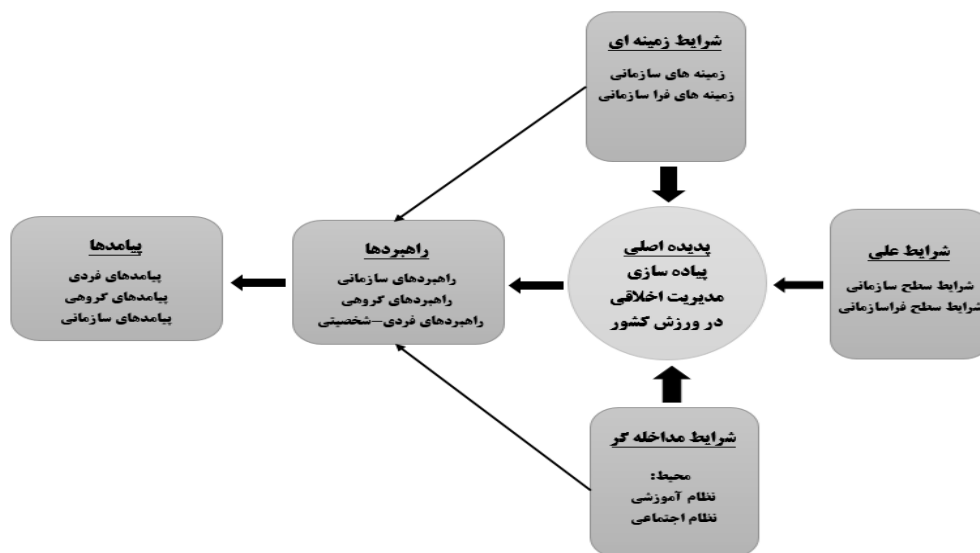 شرایط زمینه ای
زمینه های سازمانی
زمینه های فرا سازمانی
شرایط علی
شرایط سطح سازمانی
شرایط سطح فراسازمانی
پدیده اصلی
پیاده سازی
مدیریت اخلاقی
در ورزش کشور
راهبردها
راهبردهای سازمانی
راهبردهای گروهی
راهبردهای فردی–شخصیتی
پیامدها
پیامدهای فردی
پیامدهای گروهی
پیامدهای سازمانی
شرایط مداخله گر
محیط:
نظام آموزشی
نظام اجتماعی